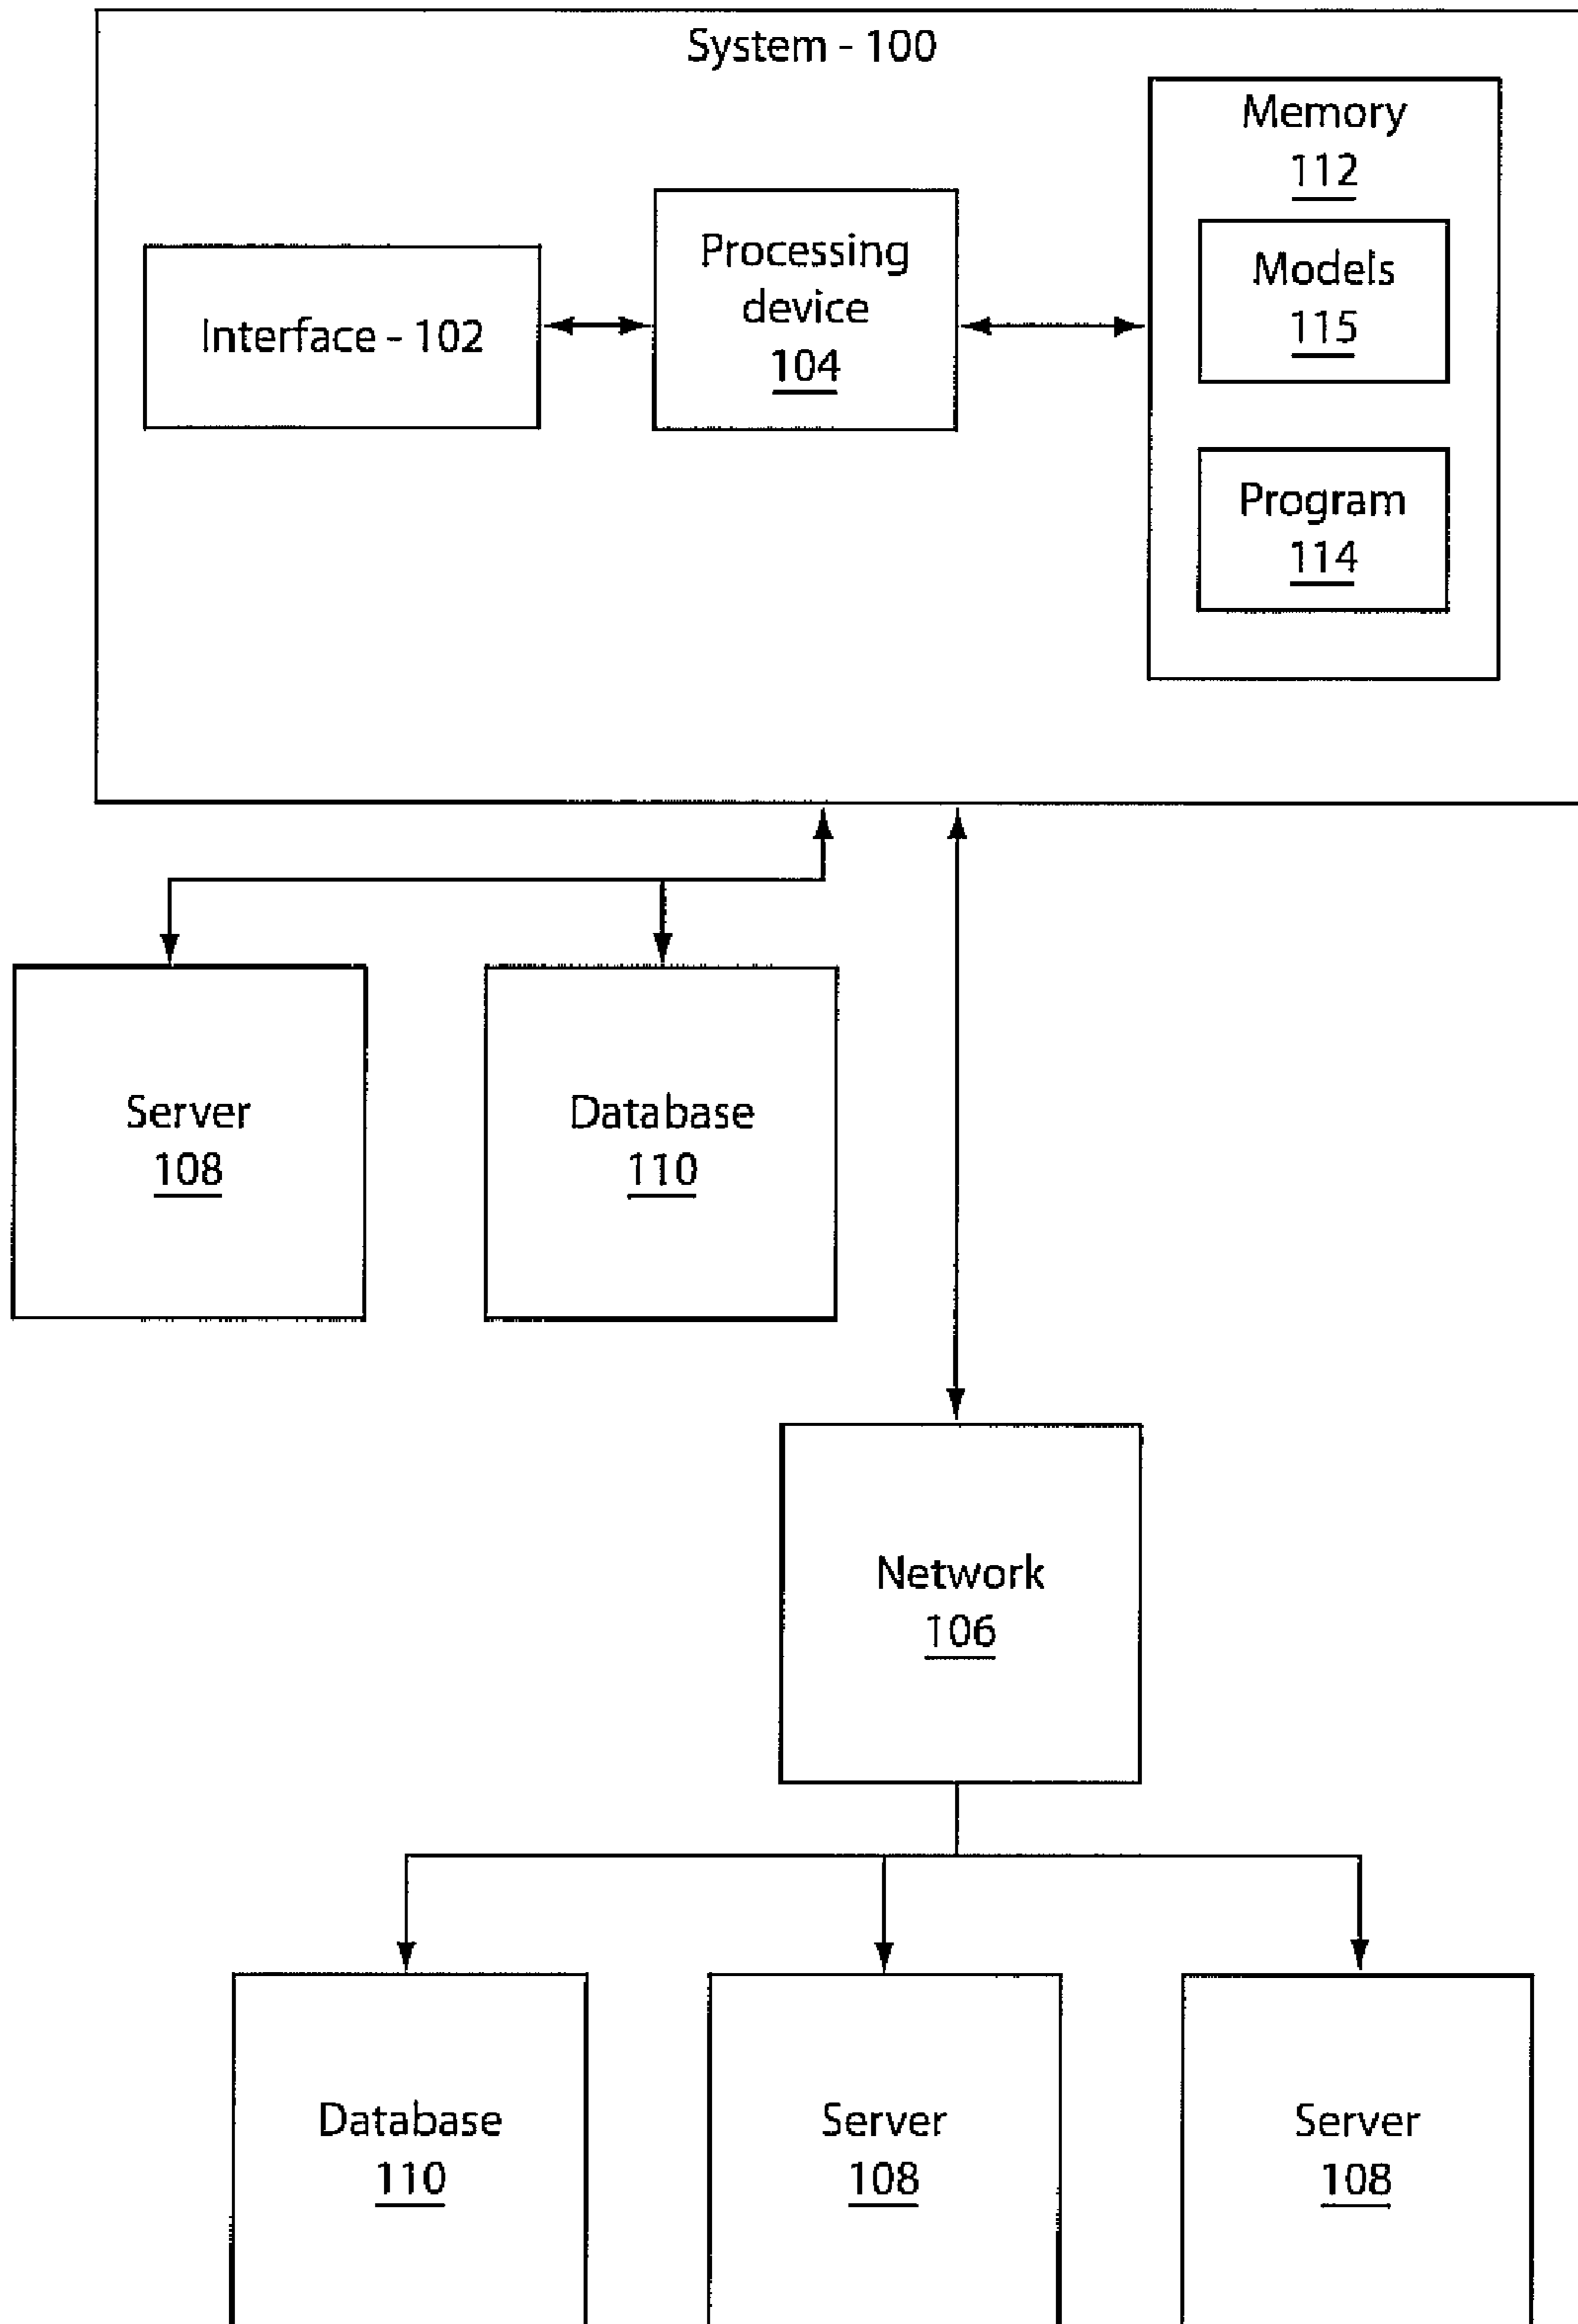 System - 100
Memory
112
Models
115
Program
114
Processing
device
104
Interface - 102
Server
108
Database
110
Network
106
Database
110
Server
108
Server
108